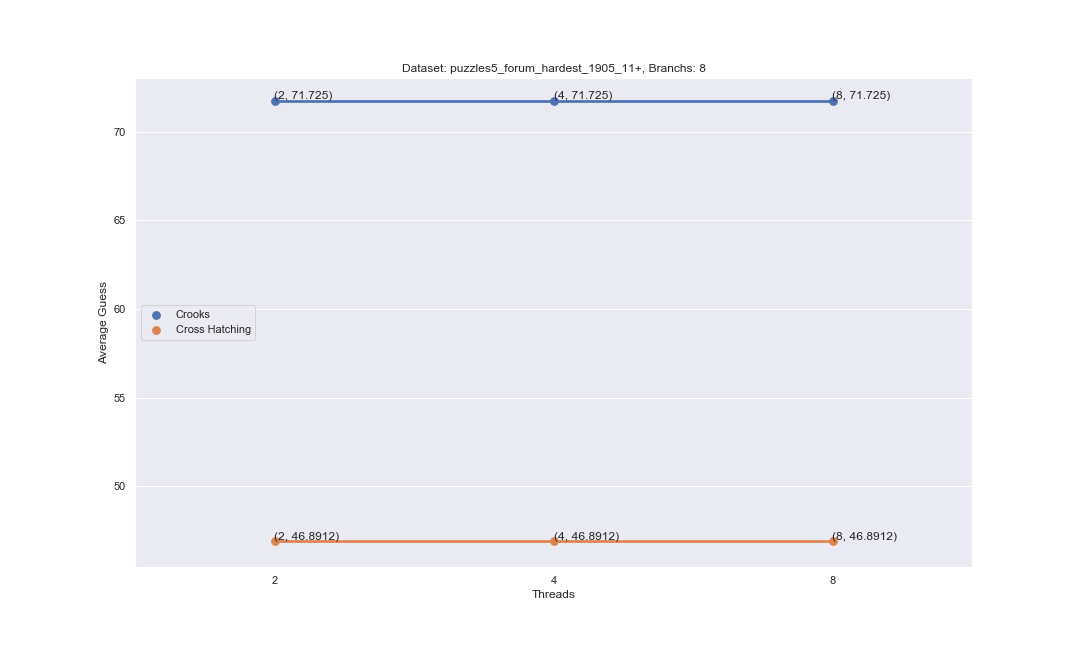 Dataset: puzzles5_forum_hardest_1905_11+, Branchs: 8
(2, 71.725)
(4, 71.725)
(8, 71.725)
70
65
60
55
50
Average Guess
Crooks
Cross Hatching
(2, 46.8912)
(4, 46.8912)
(8, 46.8912)
2
4
8
Threads